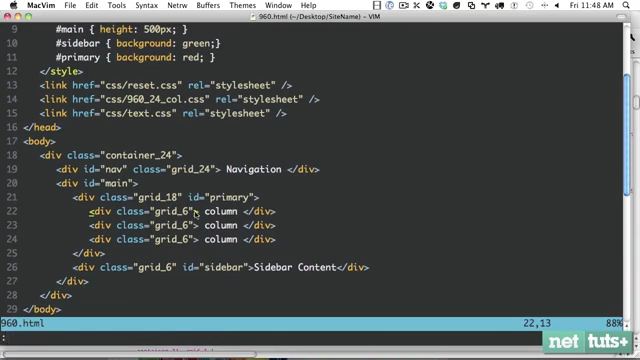 MacVim File Edit Tools Syntax Buffers Window Help
Fri 11:48 AM
960.html (~/Desktop/SiteName) – VIM
9 #main { height: 500px; }
10 #sidebar { background: green;}
11 #primary { background: red; }
12 </style>
13 <link href="css/reset.css" rel="stylesheet" />
14 <link href="css/960_24_col.css" rel="stylesheet" />
15 <link href="css/text.css" rel="stylesheet" />
16 </head>
17 <body>
18 <div class="container_24">
19 <div id="nav" class="grid_24"> Navigation </div>
20 <div id="main">
21 <div class="grid_18" id="primary">
22 <div class="grid_6"> column </div>
23 <div class="grid_6"> column </div>
24 <div class="grid_6"> column </div>
25 </div>
26 <div class="grid_6" id="sidebar">Sidebar Content</div>
27 </div>
28 </div>
29 </body>
960.html 22,13 88%
:
net tuts+